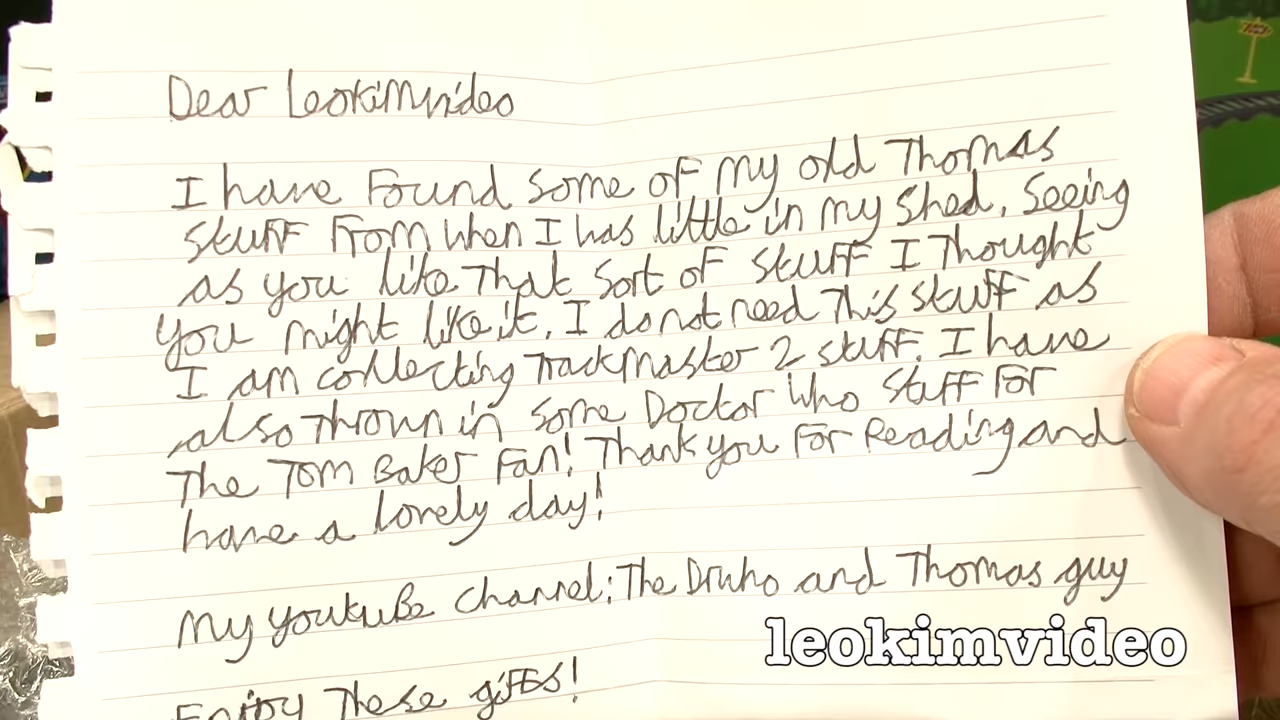 Dear leokimvideo
I have Found some of my old Thomas
stuff From when I has little in my shed. Seeing
as you like That sort of stuff I Thought
you might like it. I do not need This stuff as
I am collecting TrackMaster 2 stuff. I have
also thrown in some Doctor Who stuff For
The Tom Baker Fan! Thank you For Reading and
have a lovely day!
My youtube channel: The Drwho and Thomas guy
Enjoy These gifts!
leokimvideo